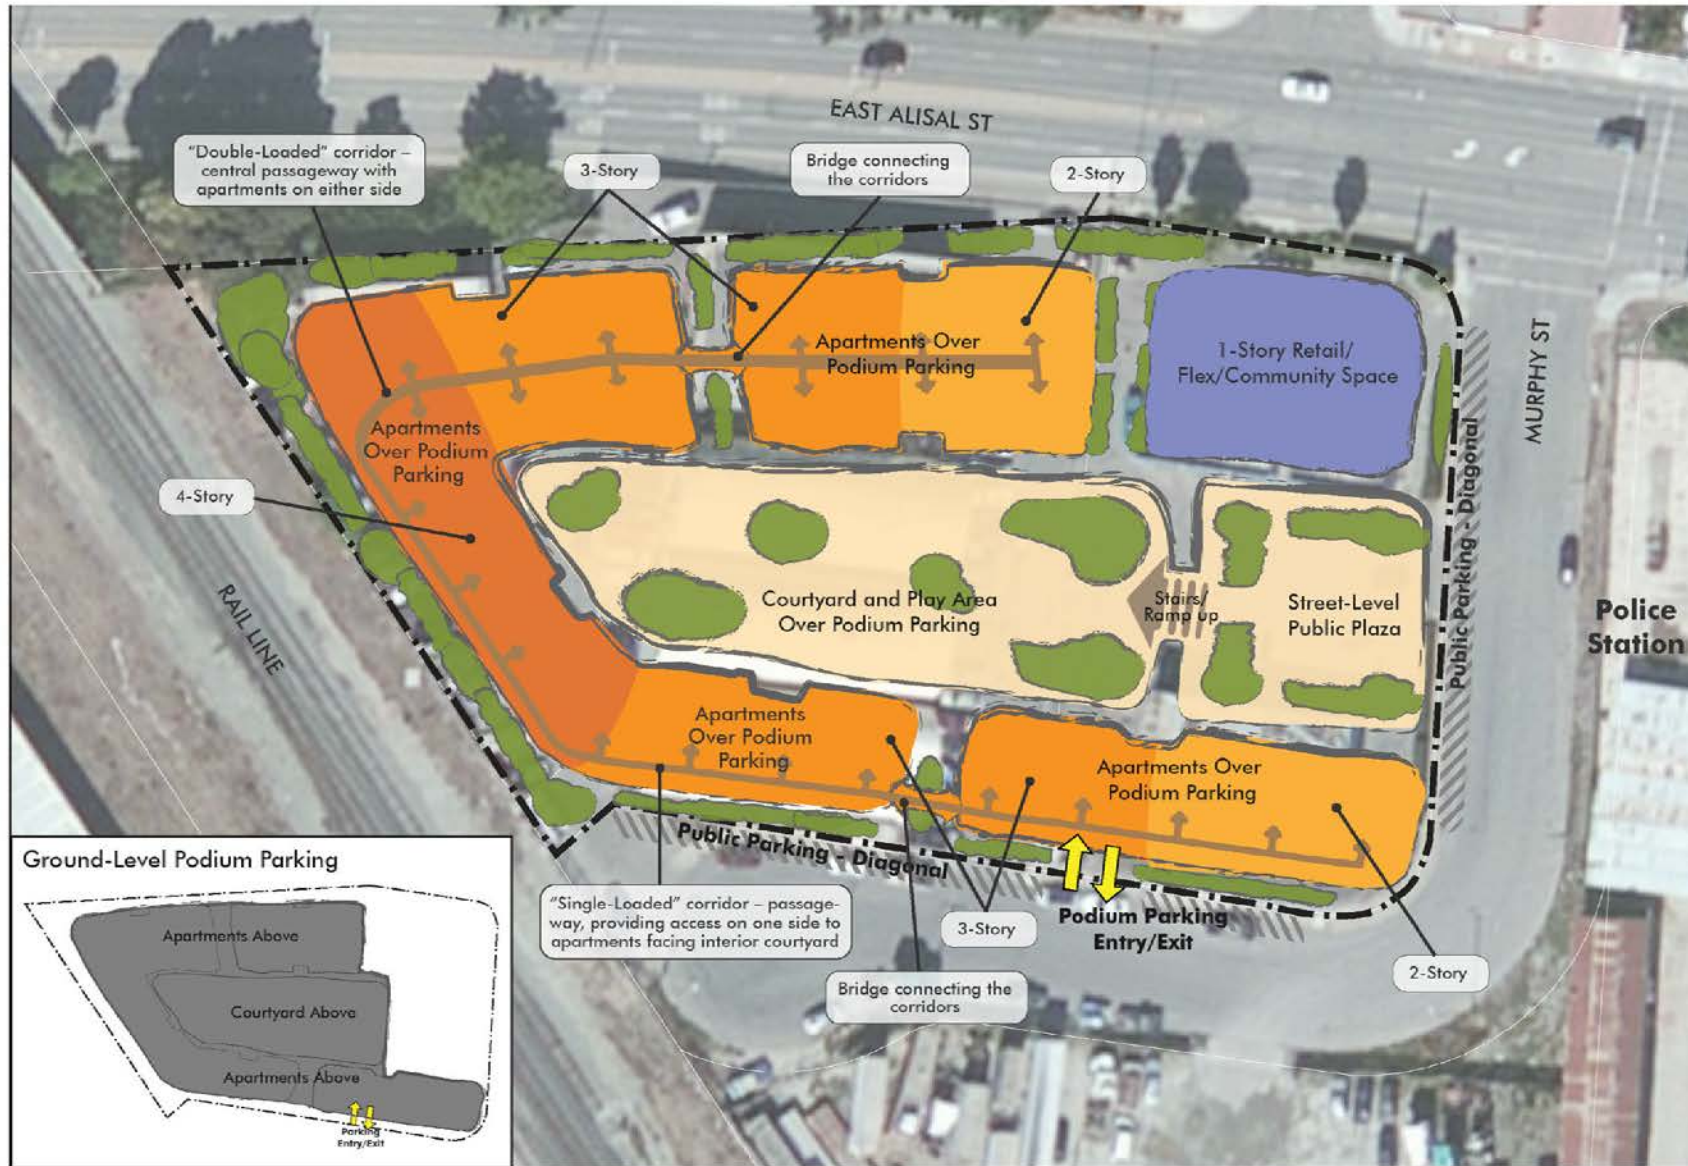 EAST ALISAL ST
"Double-Loaded" corridor –
central passageway with
apartments on either side
3-Story
Bridge connecting
the corridors
2-Story
Apartments Over
Podium Parking
1-Story Retail/
Flex/Community Space
MURPHY ST
Apartments
Over Podium
Parking
4-Story
Public Parking - Diagonal
RAIL LINE
Courtyard and Play Area
Over Podium Parking
Stairs/
Ramp up
Street-Level
Public Plaza
Police
Station
Apartments
Over Podium
Parking
Apartments Over
Podium Parking
Public Parking - Diagonal
"Single-Loaded" corridor – passage-
way, providing access on one side to
apartments facing interior courtyard
3-Story
Podium Parking
Entry/Exit
Bridge connecting the
corridors
2-Story
Ground-Level Podium Parking
Apartments Above
Courtyard Above
Apartments Above
Parking
Entry/Exit